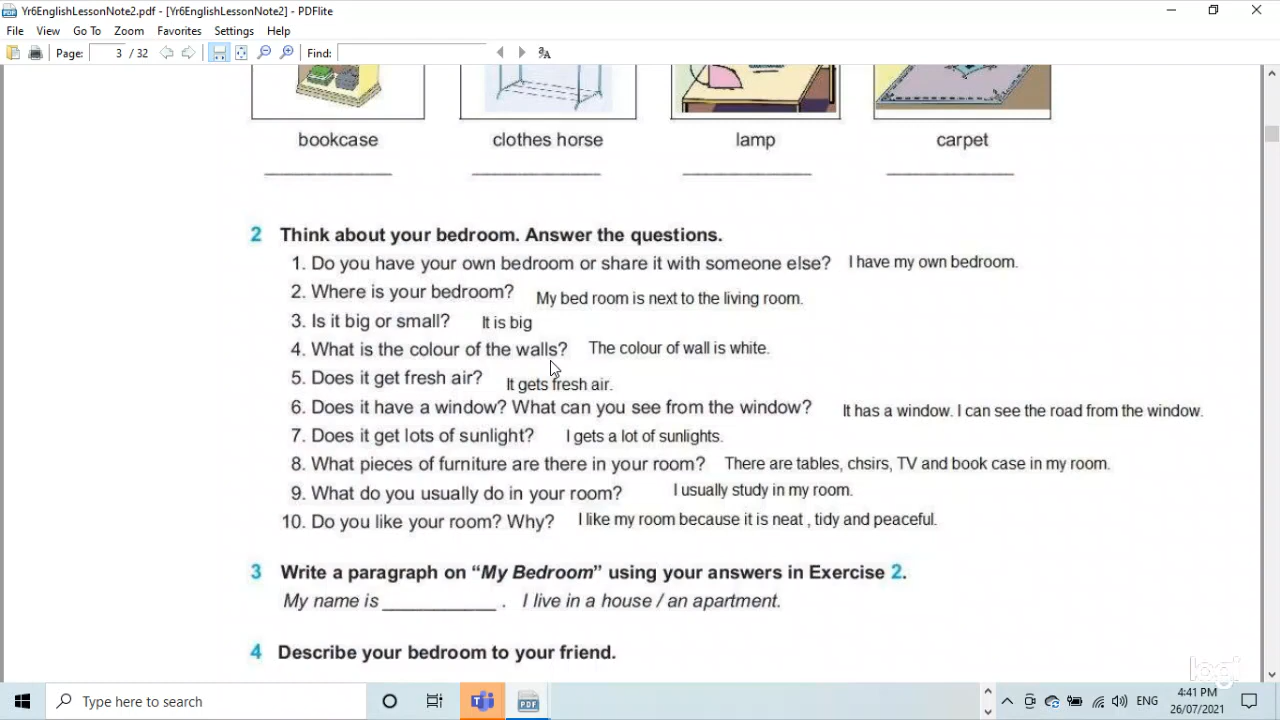 Yr6EnglishLessonNote2.pdf - [Yr6EnglishLessonNote2] - PDFlite
File View Go To Zoom Favorites Settings Help
Page: 3 / 32 Find:
bookcase clothes horse lamp carpet
2 Think about your bedroom. Answer the questions.
1. Do you have your own bedroom or share it with someone else? I have my own bedroom.
2. Where is your bedroom? My bed room is next to the living room.
3. Is it big or small? It is big
4. What is the colour of the walls? The colour of wall is white.
5. Does it get fresh air? It gets fresh air.
6. Does it have a window? What can you see from the window? It has a window. I can see the road from the window.
7. Does it get lots of sunlight? I gets a lot of sunlights.
8. What pieces of furniture are there in your room? There are tables, chsirs, TV and book case in my room.
9. What do you usually do in your room? I usually study in my room.
10. Do you like your room? Why? I like my room because it is neat , tidy and peaceful.
3 Write a paragraph on “My Bedroom” using your answers in Exercise 2.
My name is ___________ . I live in a house / an apartment.
4 Describe your bedroom to your friend.
logi
Type here to search ENG 4:41 PM
26/07/2021